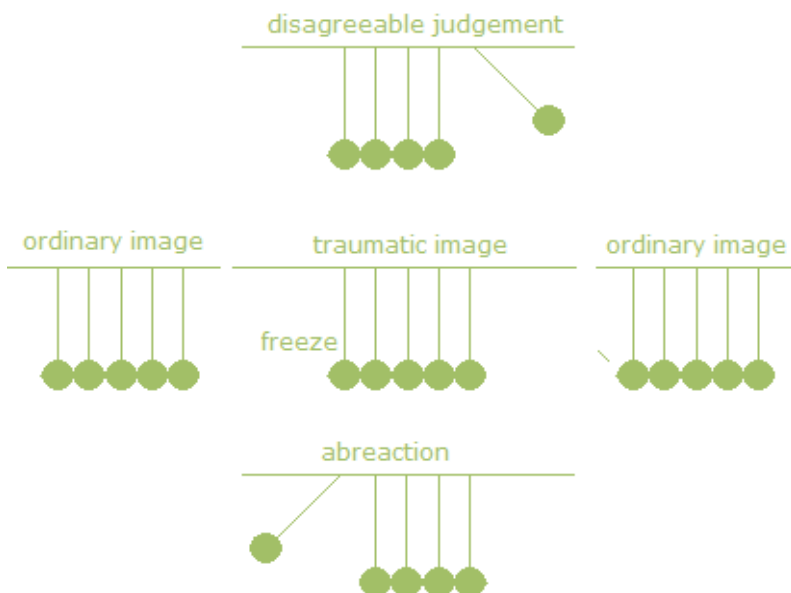 disagreeable judgement
ordinary image
traumatic image
ordinary image
freeze
abreaction